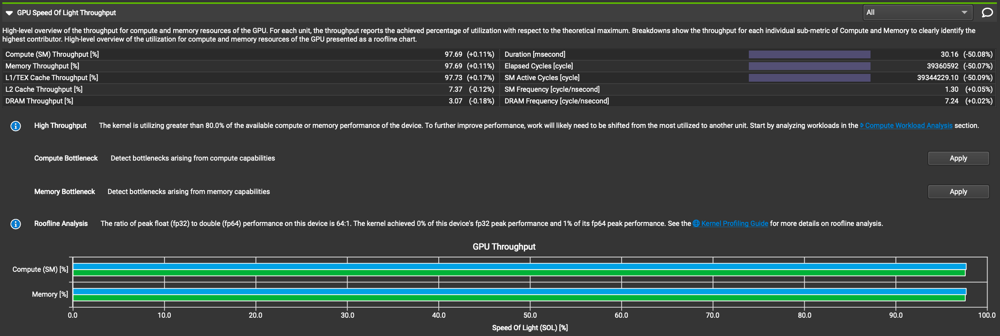 GPU Speed Of Light Throughput
All
High-level overview of the throughput for compute and memory resources of the GPU. For each unit, the throughput reports the achieved percentage of utilization with respect to the theoretical maximum. Breakdowns show the throughput for each individual sub-metric of Compute and Memory to clearly identify the
highest contributor. High-level overview of the utilization for compute and memory resources of the GPU presented as a roofline chart.
Compute (SM) Throughput [%] 97.69 (+0.11%) Duration [msecond] 30.16 (-50.08%)
Memory Throughput [%] 97.69 (+0.11%) Elapsed Cycles [cycle] 39360592 (-50.07%)
L1/TEX Cache Throughput [%] 97.73 (+0.17%) SM Active Cycles [cycle] 39344229.10 (-50.09%)
L2 Cache Throughput [%] 7.37 (-0.12%) SM Frequency [cycle/nsecond] 1.30 (+0.05%)
DRAM Throughput [%] 3.07 (-0.18%) DRAM Frequency [cycle/nsecond] 7.24 (+0.02%)
High Throughput The kernel is utilizing greater than 80.0% of the available compute or memory performance of the device. To further improve performance, work will likely need to be shifted from the most utilized to another unit. Start by analyzing workloads in the Compute Workload Analysis section.
Compute Bottleneck Detect bottlenecks arising from compute capabilities Apply
Memory Bottleneck Detect bottlenecks arising from memory capabilities Apply
Roofline Analysis The ratio of peak float (fp32) to double (fp64) performance on this device is 64:1. The kernel achieved 0% of this device's fp32 peak performance and 1% of its fp64 peak performance. See the Kernel Profiling Guide for more details on roofline analysis.
GPU Throughput
Compute (SM) [%]
Memory [%]
0.0 10.0 20.0 30.0 40.0 50.0 60.0 70.0 80.0 90.0 100.0
Speed Of Light (SOL) [%]